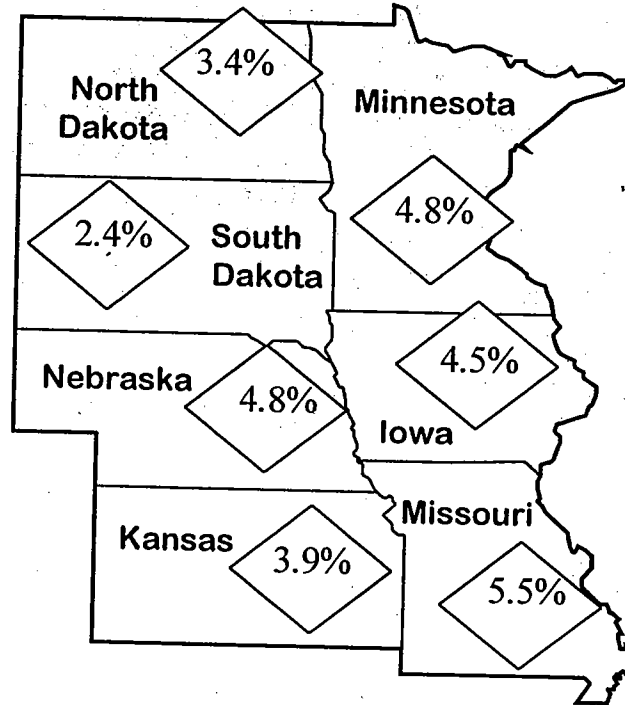 3.4%
North
Dakota
Minnesota
2.4%
South
Dakota
4.8%
Nebraska
4.8%
4.5%
Iowa
Kansas
3.9%
Missouri
5.5%